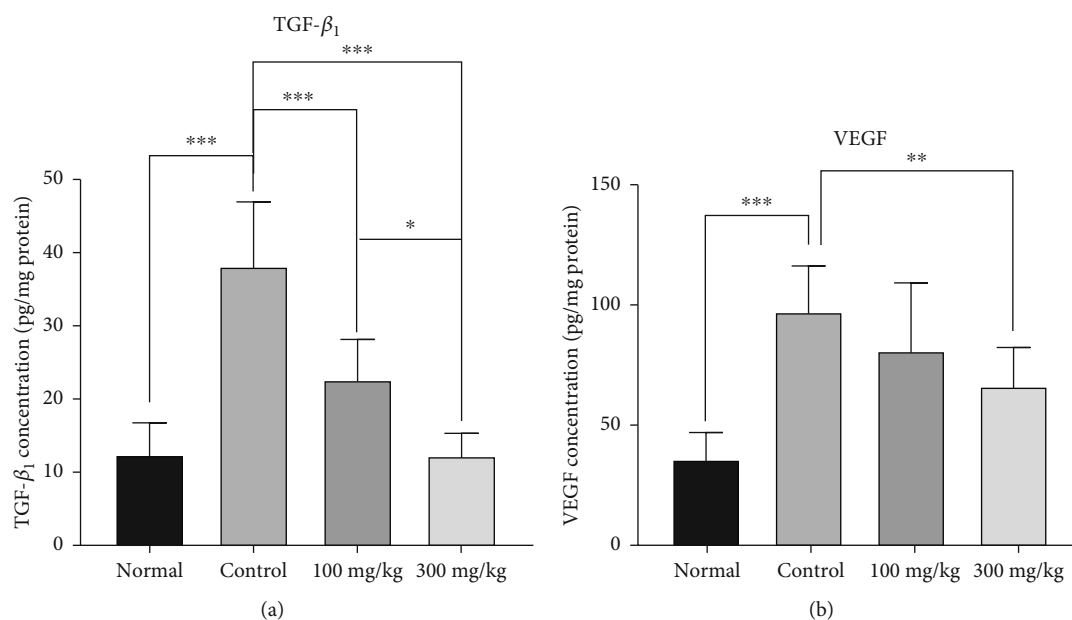 TGF-β₁
***
***
***
*
50
40
30
20
10
0
TGF-β₁ concentration (pg/mg protein)
Normal Control 100 mg/kg 300 mg/kg
(a)
VEGF
**
***
150
100
50
0
VEGF concentration (pg/mg protein)
Normal Control 100 mg/kg 300 mg/kg
(b)